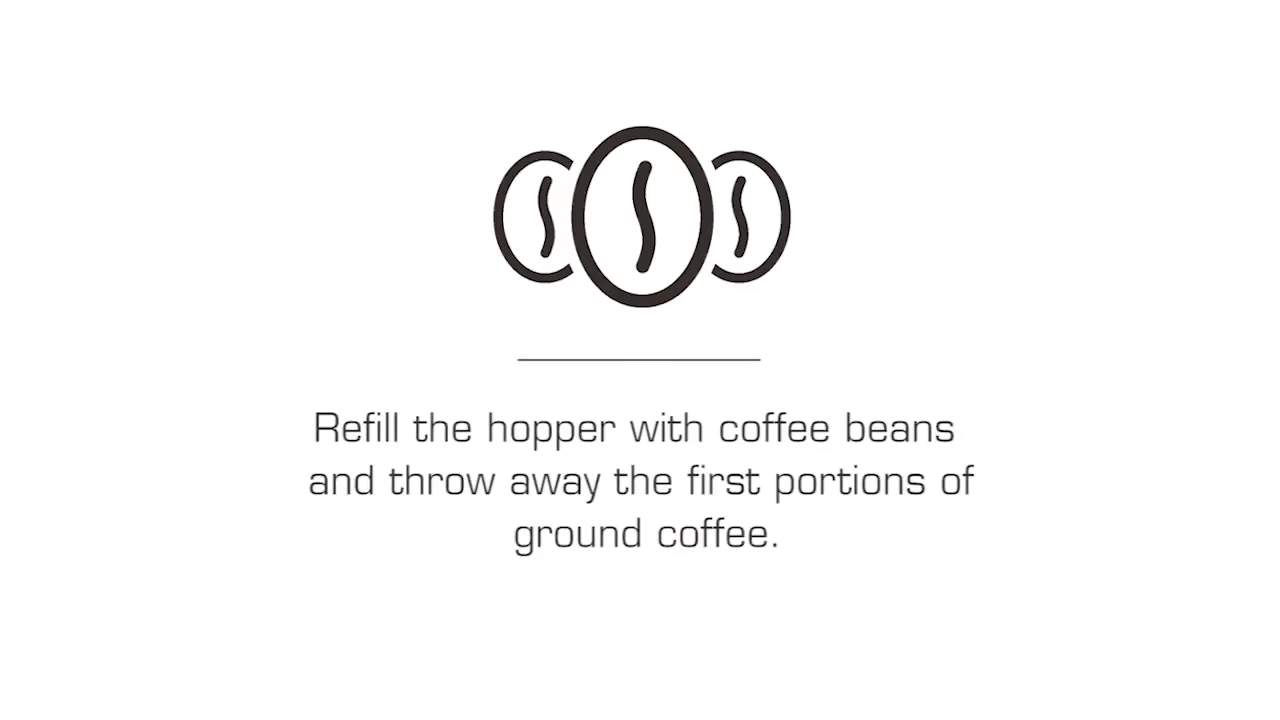 Refill the hopper with coffee beans
and throw away the first portions of
ground coffee.